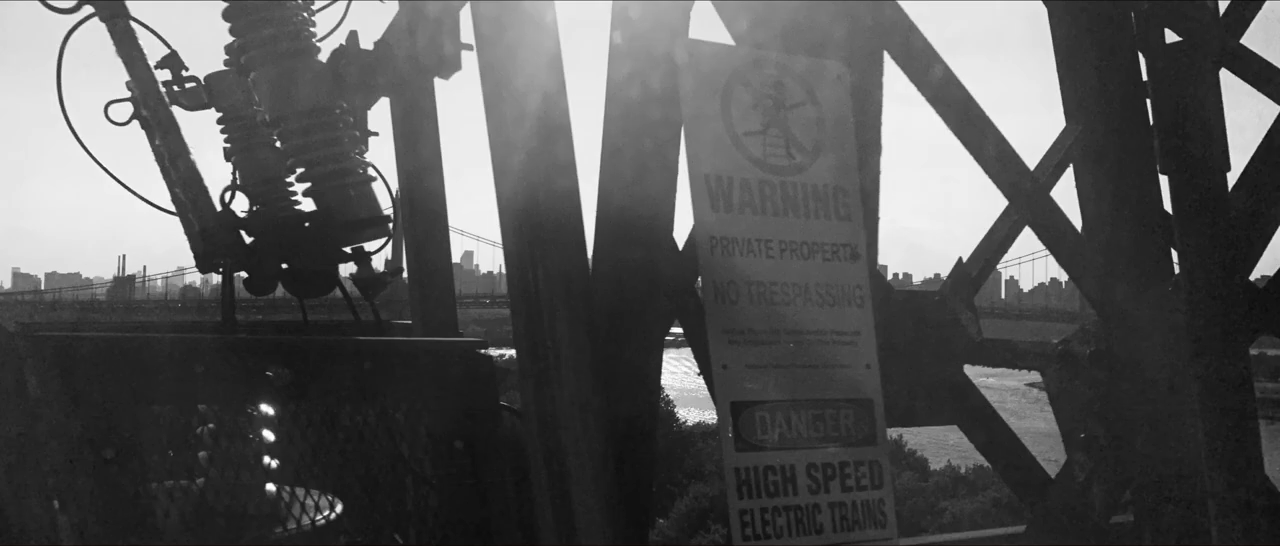 WARNING
PRIVATE PROPERTY
NO TRESPASSING
DANGER
HIGH SPEED
ELECTRIC TRAINS